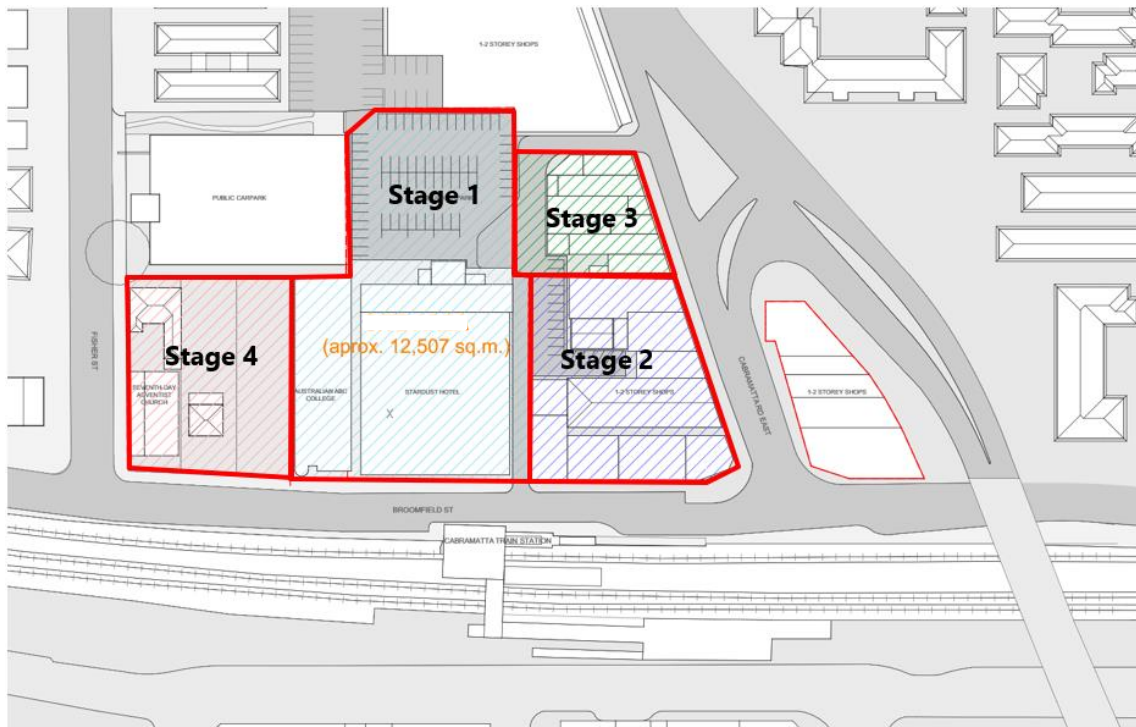 1-2 STOREY SHOPS
Stage 1
PUBLIC CARPARK
Stage 3
(aprox. 12,507 sq.m.)
Stage 4
Stage 2
FISHER ST
SEVENTH-DAY
ADVENTIST
CHURCH
AUSTRALIAN ABC
COLLEGE
STARDUST HOTEL
X
1-2 STOREY SHOPS
CABRAMATTA RD EAST
1-2 STOREY SHOPS
BROOMFIELD ST
CABRAMATTA TRAIN STATION